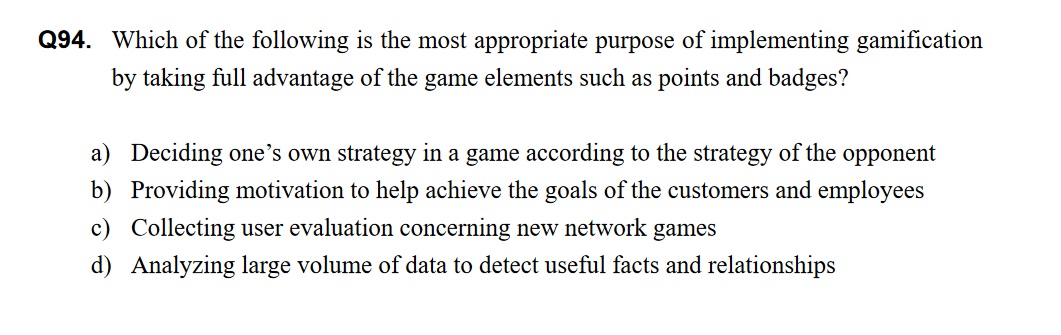 Q94. Which of the following is the most appropriate purpose of implementing gamification
by taking full advantage of the game elements such as points and badges?
a) Deciding one’s own strategy in a game according to the strategy of the opponent
b) Providing motivation to help achieve the goals of the customers and employees
c) Collecting user evaluation concerning new network games
d) Analyzing large volume of data to detect useful facts and relationships